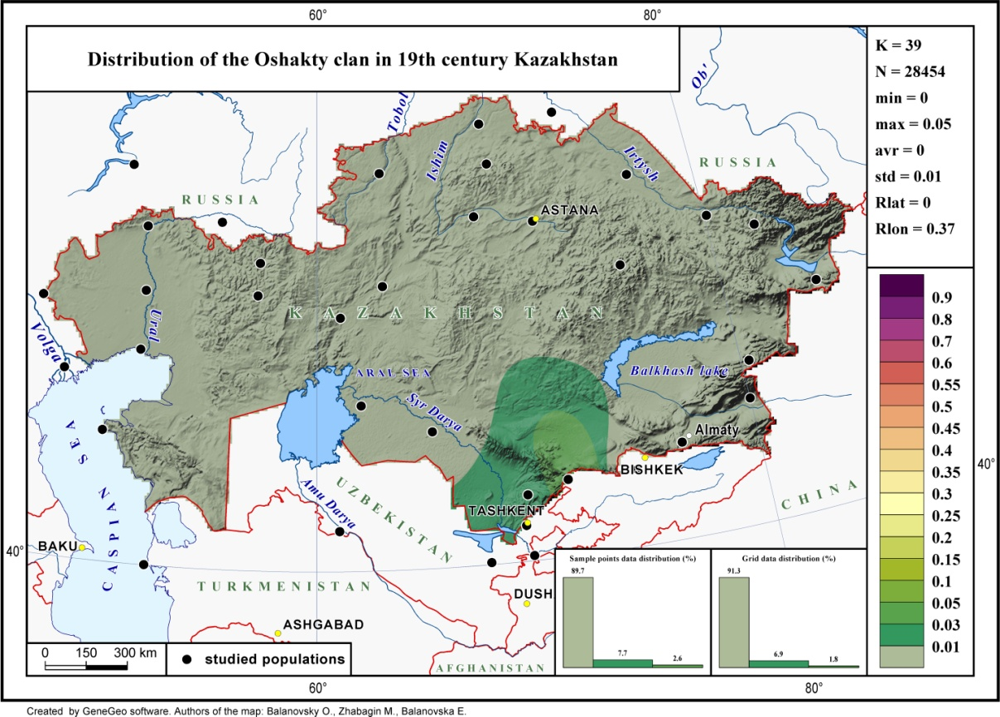 60°
80°
Distribution of the Oshakty clan in 19th century Kazakhstan
K = 39
N = 28454
min = 0
max = 0.05
avr = 0
std = 0.01
Rlat = 0
Rlon = 0.37
Ob'
Tobol
Ishim
Irtysh
RUSSIA
RUSSIA
ASTANA
KAZAKHSTAN
Ural
Volga
ARAL SEA
Syr Darya
Balkhash lake
Almaty
BISHKEK
CASPIAN SEA
Amu Darya
UZBEKISTAN
TASHKENT
CHINA
40°
40°
BAKU
TURKMENISTAN
DUSH
ASHGABAD
AFGHANISTAN
0.9
0.8
0.7
0.6
0.55
0.5
0.45
0.4
0.35
0.3
0.25
0.2
0.15
0.1
0.05
0.03
0.01
Sample points data distribution (%)
89.7
7.7
2.6
Grid data distribution (%)
91.3
6.9
1.8
0 150 300 km
studied populations
60°
80°
Created by GeneGeo software. Authors of the map: Balanovsky O., Zhabagin M., Balanovska E.